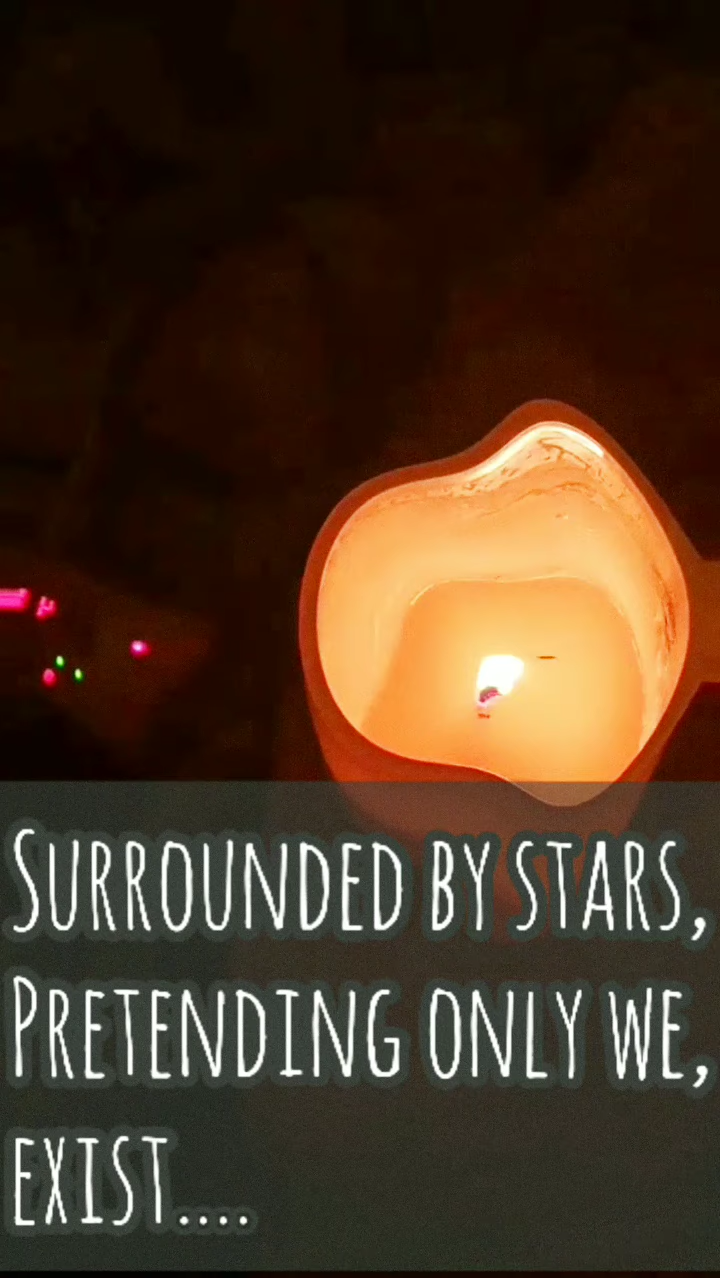 Surrounded by stars,
Pretending only we,
exist....